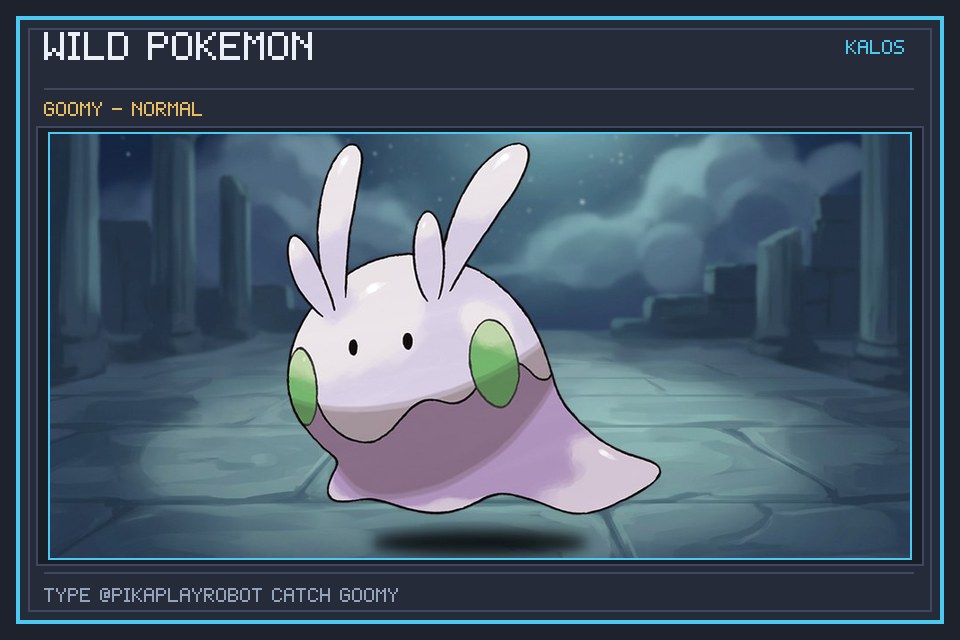 WILD POKEMON
KALOS
GOOMY - NORMAL
TYPE @PIKAPLAYROBOT CATCH GOOMY